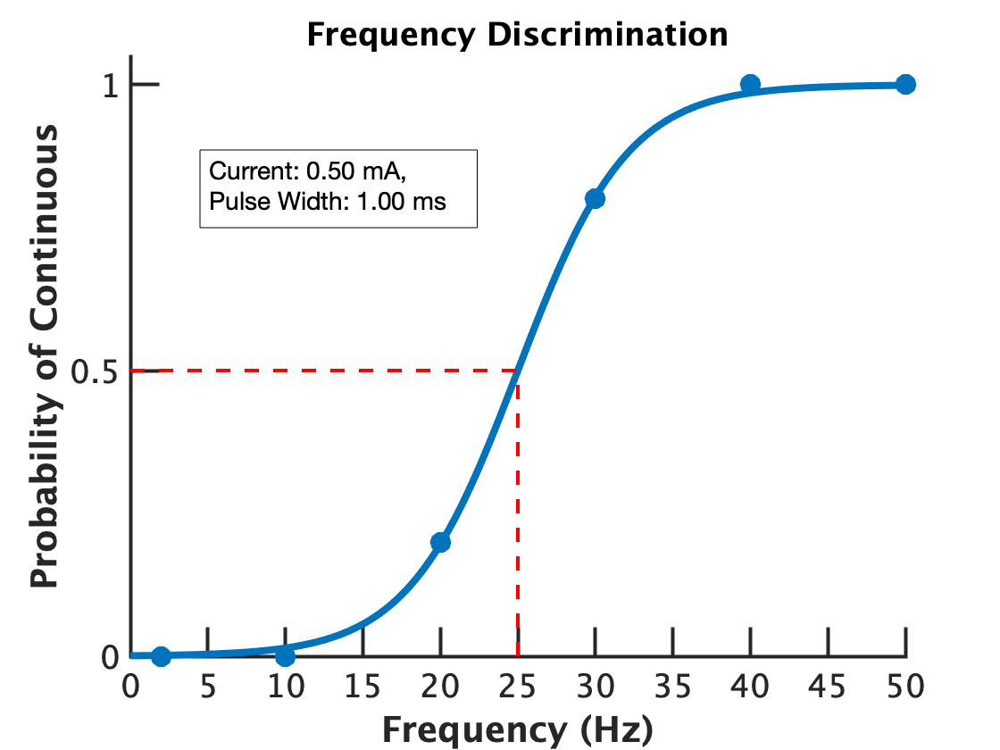 Frequency Discrimination
Probability of Continuous
1
0.5
0
Current: 0.50 mA,
Pulse Width: 1.00 ms
0 5 10 15 20 25 30 35 40 45 50
Frequency (Hz)